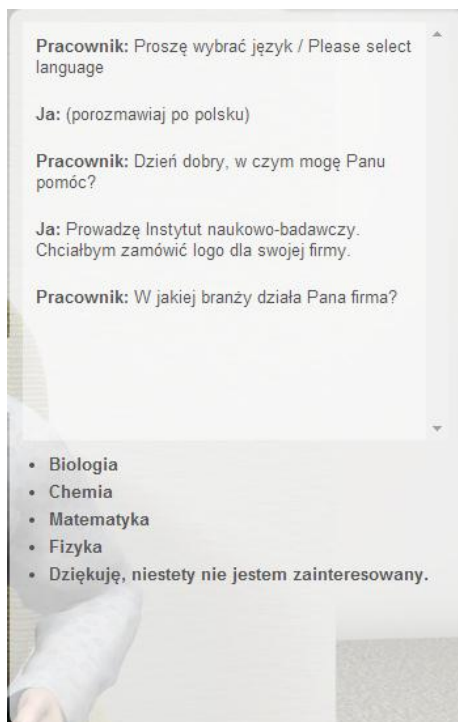 Pracownik: Proszę wybrać język / Please select
language
Ja: (porozmawiaj po polsku)
Pracownik: Dzień dobry, w czym mogę Panu
pomóc?
Ja: Prowadzę Instytut naukowo-badawczy.
Chciałbym zamówić logo dla swojej firmy.
Pracownik: W jakiej branży działa Pana firma?
• Biologia
• Chemia
• Matematyka
• Fizyka
• Dziękuję, niestety nie jestem zainteresowany.